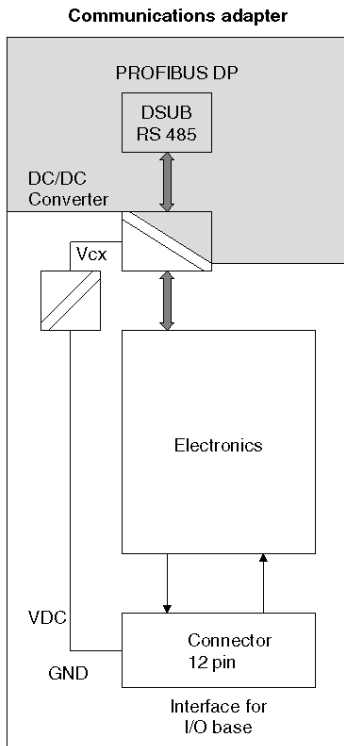 Communications adapter
PROFIBUS DP
DSUB
RS 485
DC/DC
Converter
Vcx
Electronics
VDC
Connector
12 pin
GND
Interface for
I/O base